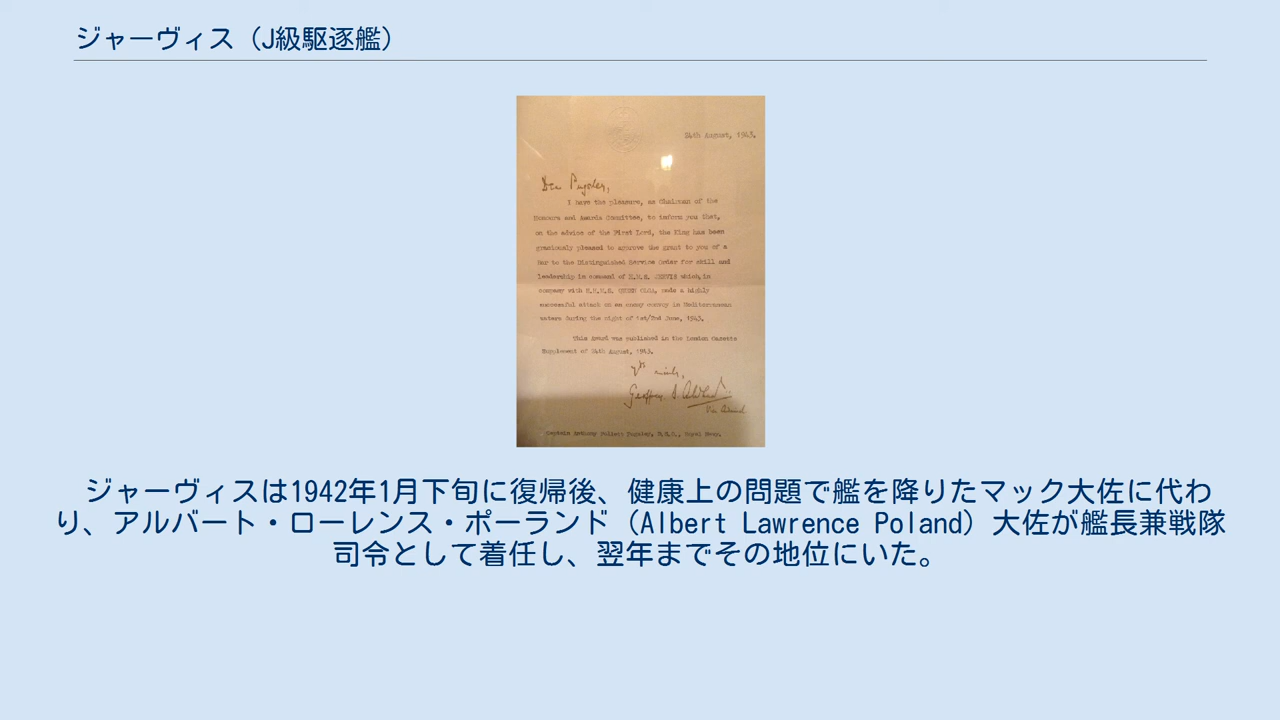 ジャーヴィス（J級駆逐艦）
24th August, 1943.
Dear Pugsley,
I have the pleasure, as Chairman of the
Honours and Awards Committee, to inform you that,
on the advice of the First Lord, the King has been
graciously pleased to approve the grant to you of a
Bar to the Distinguished Service Order for skill and
leadership in command of H.M.S. JERVIS which, in
company with H.H.M.S. QUEEN OLGA, made a highly
successful attack on an enemy convoy in Mediterranean
waters during the night of 1st/2nd June, 1943.
This Award was published in the London Gazette
Supplement of 24th August, 1943.
Captain Anthony Follett Pugsley, D.S.O., Royal Navy.
ジャーヴィスは1942年1月下旬に復帰後、健康上の問題で艦を降りたマック大佐に代わ
り、アルバート・ローレンス・ポーランド（Albert Lawrence Poland）大佐が艦長兼戦隊
司令として着任し、翌年までその地位にいた。